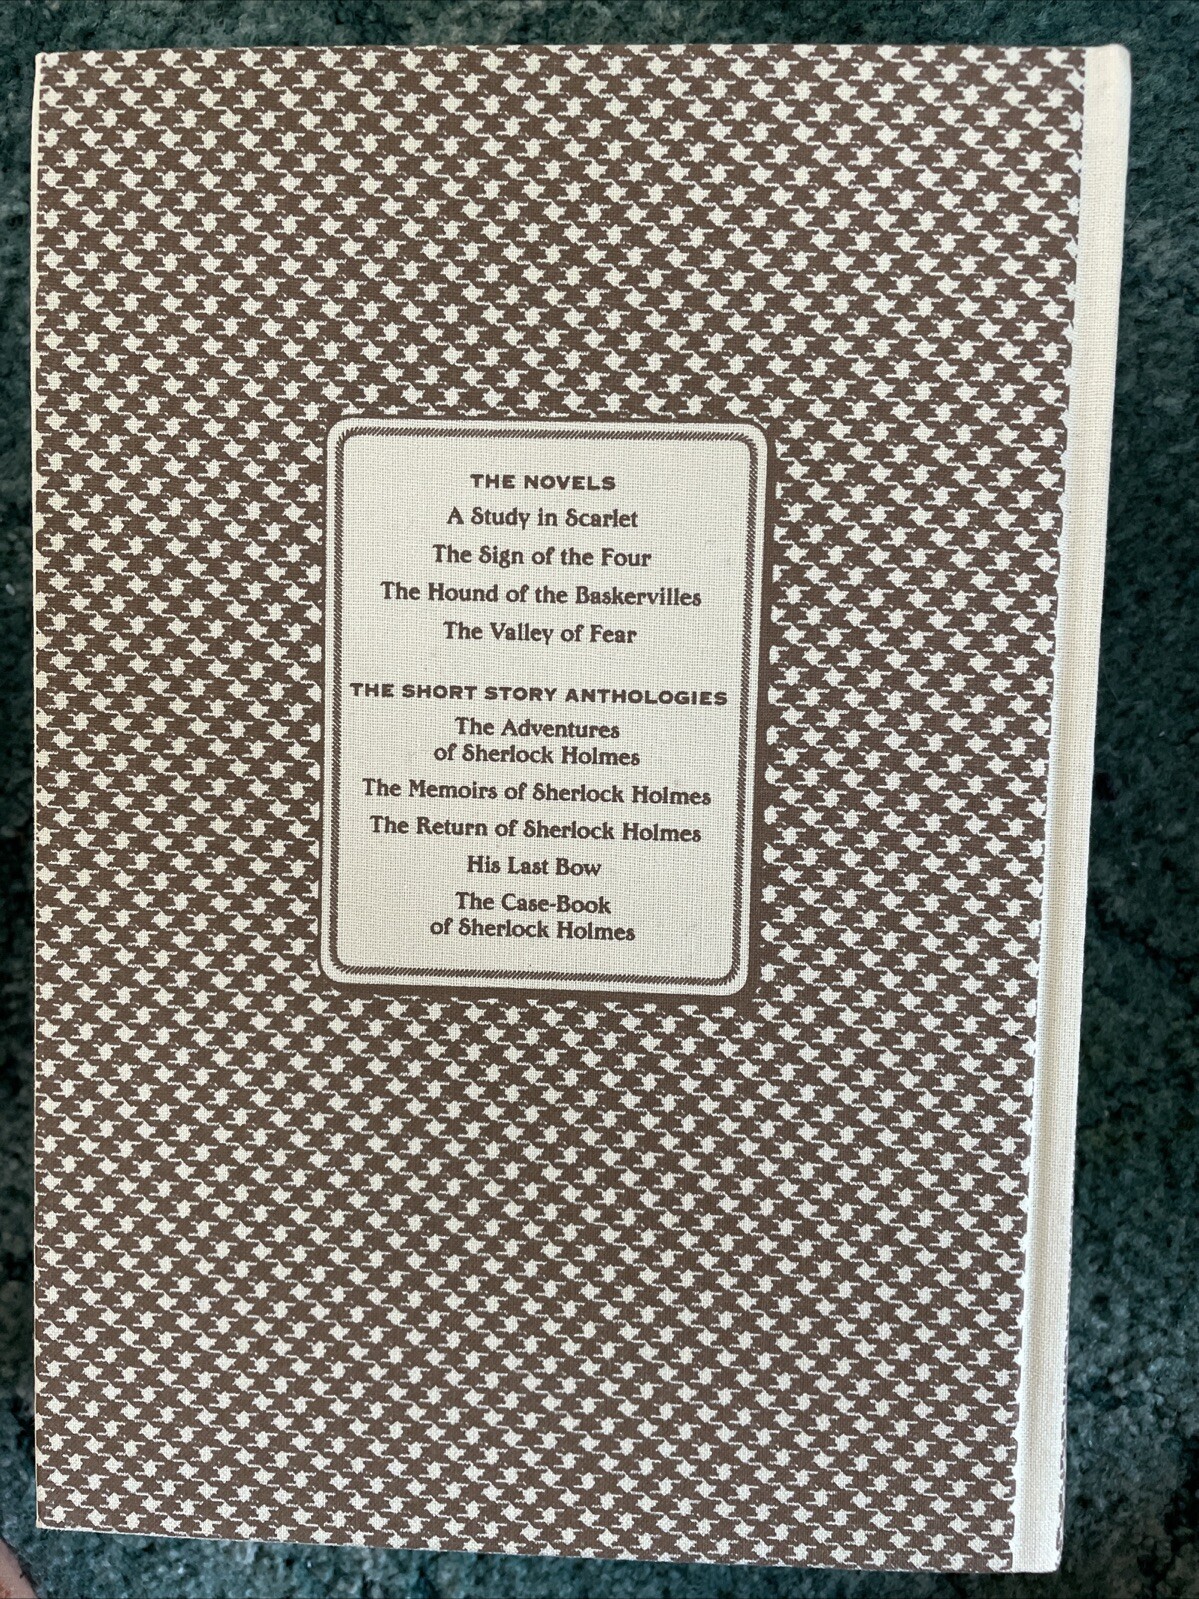 THE NOVELS
A Study in Scarlet
The Sign of the Four
The Hound of the Baskervilles
The Valley of Fear
THE SHORT STORY ANTHOLOGIES
The Adventures
of Sherlock Holmes
The Memoirs of Sherlock Holmes
The Return of Sherlock Holmes
His Last Bow
The Case-Book
of Sherlock Holmes